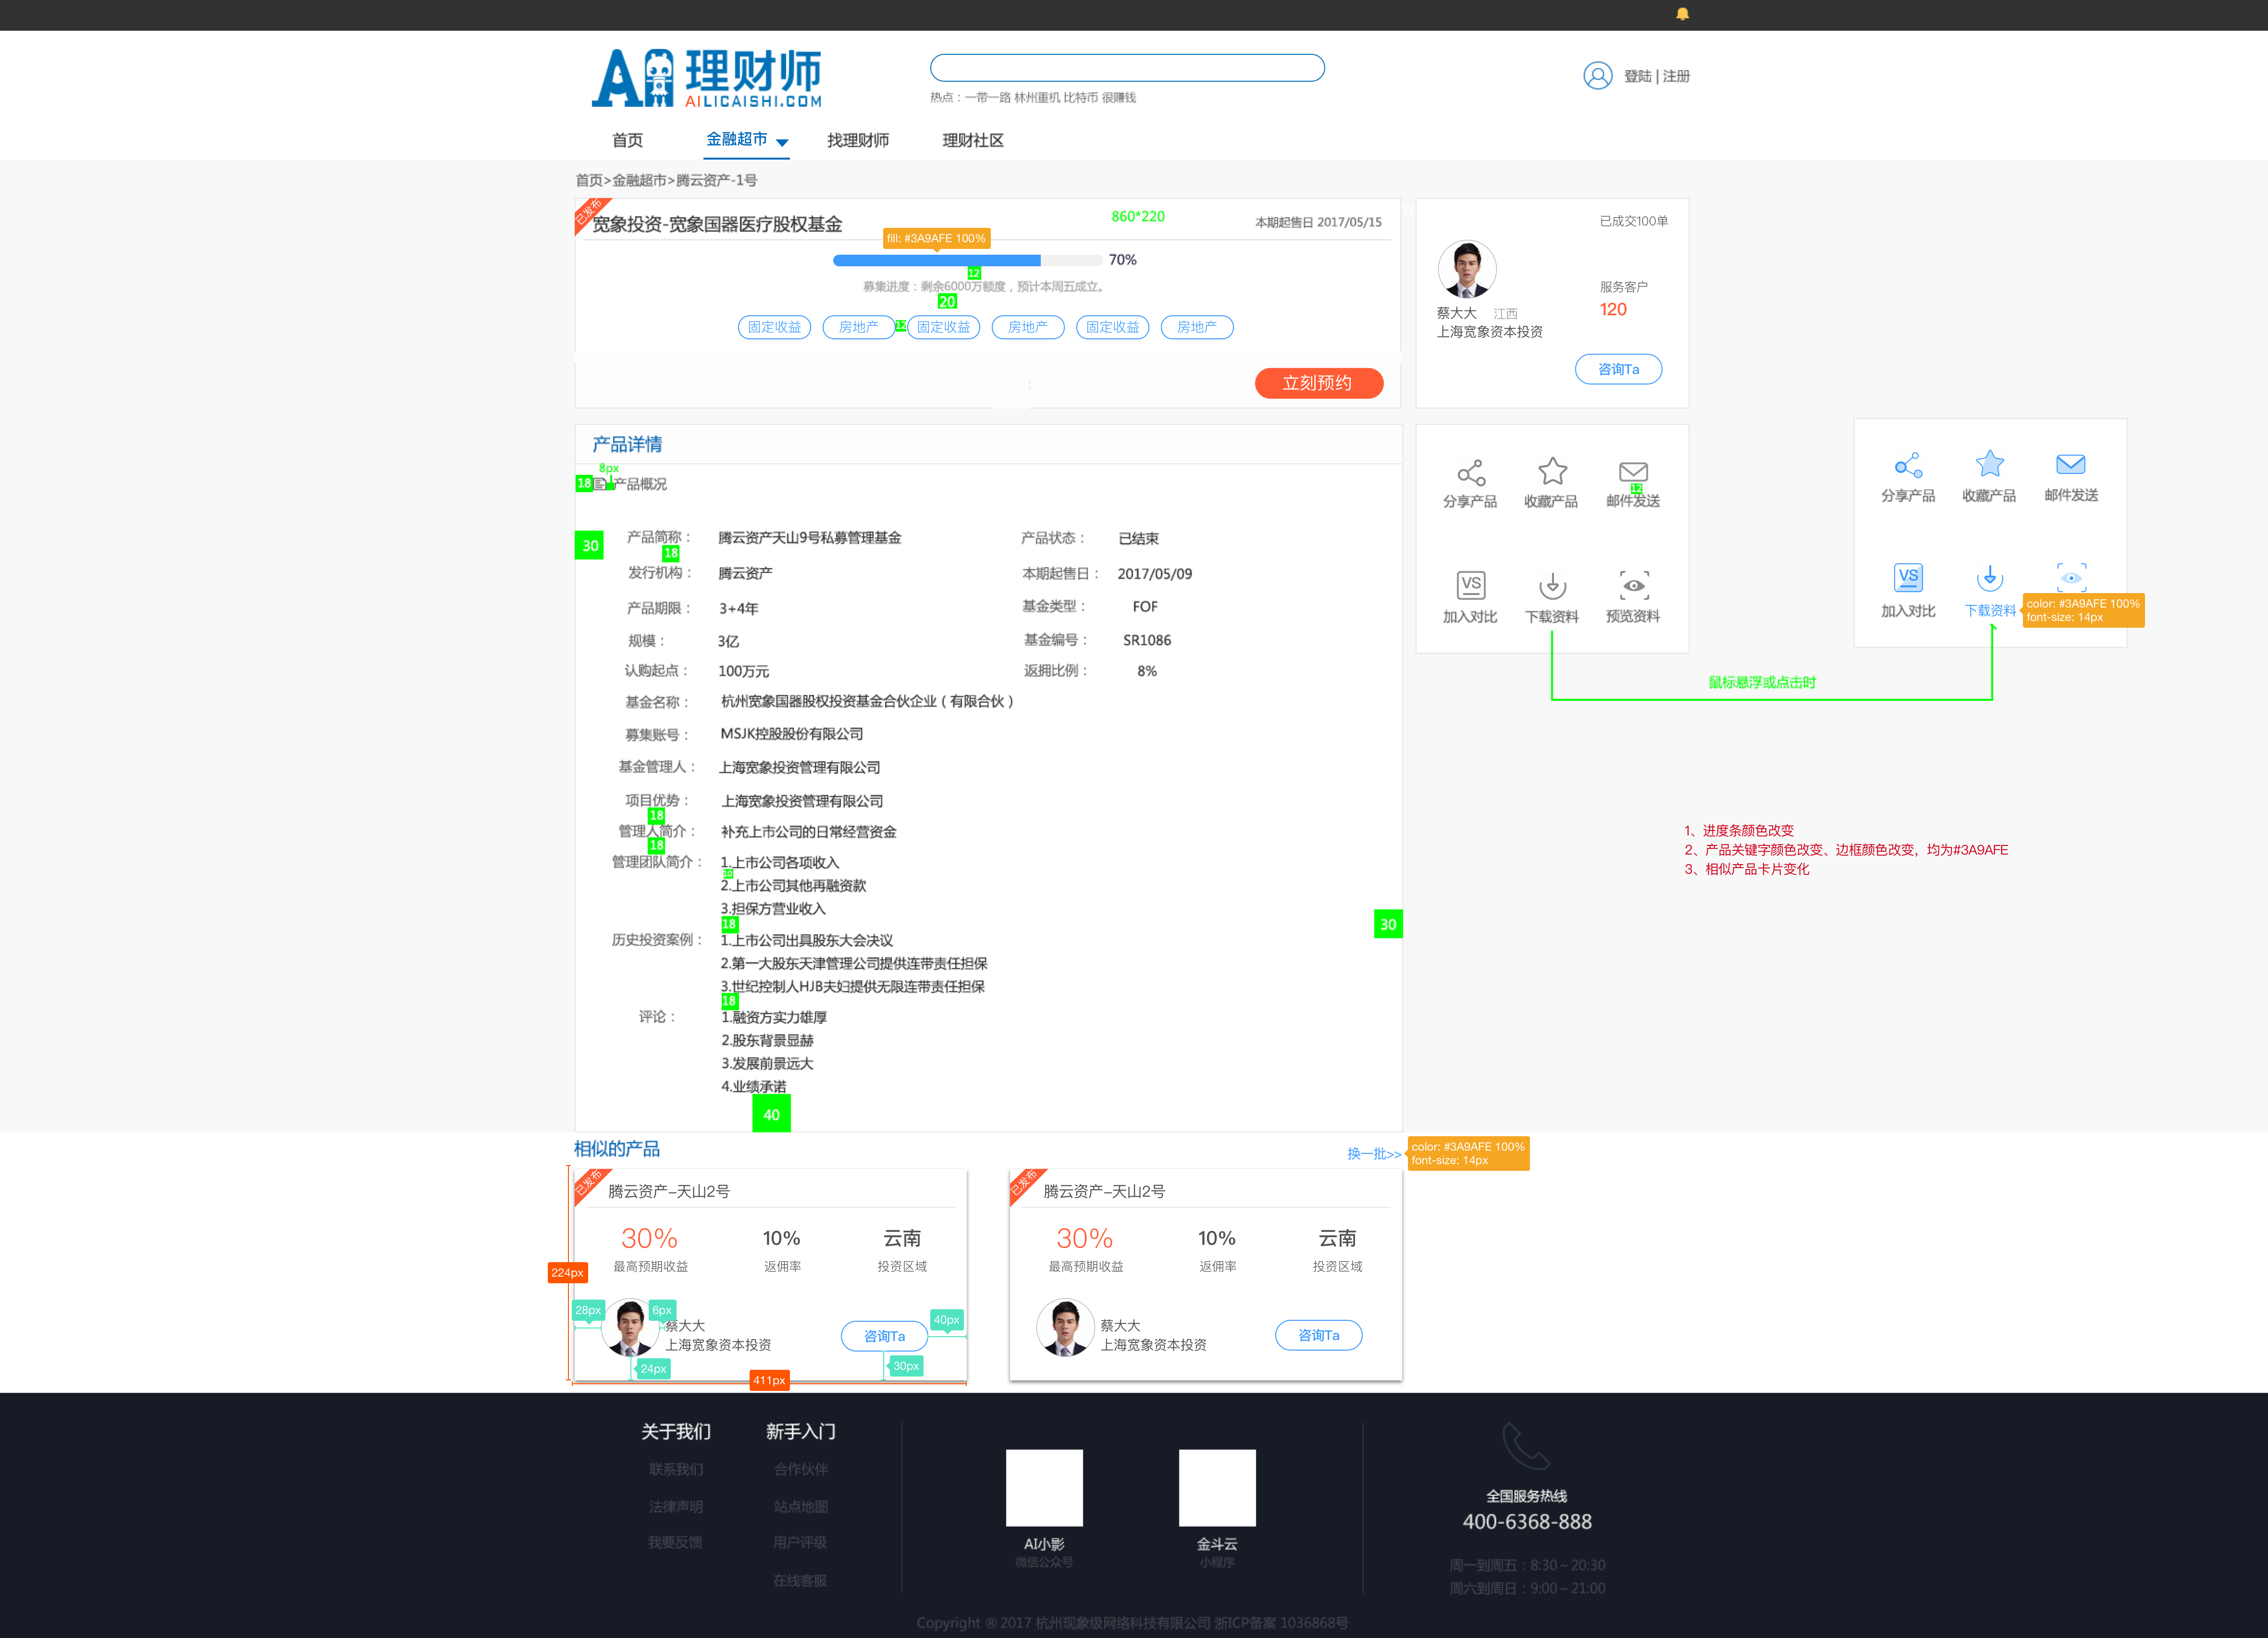 AI理财师
AILICAISHI.COM
热点：一带一路 林州重机 比特币 很赚钱
登陆 | 注册
首页
金融超市
找理财师
理财社区
首页>金融超市>腾云资产-1号
已发布
宽象投资-宽象国器医疗股权基金
860*220
本期起售日 2017/05/15
fill: #3A9AFE 100%
70%
12
募集进度：剩余6000万额度，预计本周五成立。
20
固定收益
房地产
12
固定收益
房地产
固定收益
房地产
立刻预约
已成交100单
服务客户
120
蔡大大 江西
上海宽象资本投资
咨询Ta
产品详情
8px
18
产品概况
30
产品简称： 腾云资产天山9号私募管理基金 产品状态： 已结束
18
发行机构： 腾云资产 本期起售日： 2017/05/09
产品期限： 3+4年 基金类型： FOF
规模： 3亿 基金编号： SR1086
认购起点： 100万元 返拥比例： 8%
基金名称： 杭州宽象国器股权投资基金合伙企业（有限合伙）
募集账号： MSJK控股股份有限公司
基金管理人： 上海宽象投资管理有限公司
项目优势： 上海宽象投资管理有限公司
18
管理人简介： 补充上市公司的日常经营资金
18
管理团队简介： 1.上市公司各项收入
10
2.上市公司其他再融资款
3.担保方营业收入
18
30
历史投资案例： 1.上市公司出具股东大会决议
2.第一大股东天津管理公司提供连带责任担保
3.世纪控制人HJB夫妇提供无限连带责任担保
18
评论： 1.融资方实力雄厚
2.股东背景显赫
3.发展前景远大
4.业绩承诺
40
分享产品 收藏产品 邮件发送
12
VS
加入对比 下载资料 预览资料
分享产品 收藏产品 邮件发送
VS
加入对比 下载资料
color: #3A9AFE 100%
font-size: 14px
鼠标悬浮或点击时
1、进度条颜色改变
2、产品关键字颜色改变、边框颜色改变，均为#3A9AFE
3、相似产品卡片变化
相似的产品
换一批>>
color: #3A9AFE 100%
font-size: 14px
已发布
腾云资产–天山2号
30% 10% 云南
最高预期收益 返佣率 投资区域
224px
28px
6px
40px
蔡大大
上海宽象资本投资
咨询Ta
24px
30px
411px
已发布
腾云资产–天山2号
30% 10% 云南
最高预期收益 返佣率 投资区域
蔡大大
上海宽象资本投资
咨询Ta
关于我们
联系我们
法律声明
我要反馈
新手入门
合作伙伴
站点地图
用户评级
在线客服
AI小影
微信公众号
金斗云
小程序
全国服务热线
400-6368-888
周一到周五：8:30～20:30
周六到周日：9:00～21:00
Copyright ® 2017 杭州现象级网络科技有限公司 浙ICP备案 1036868号